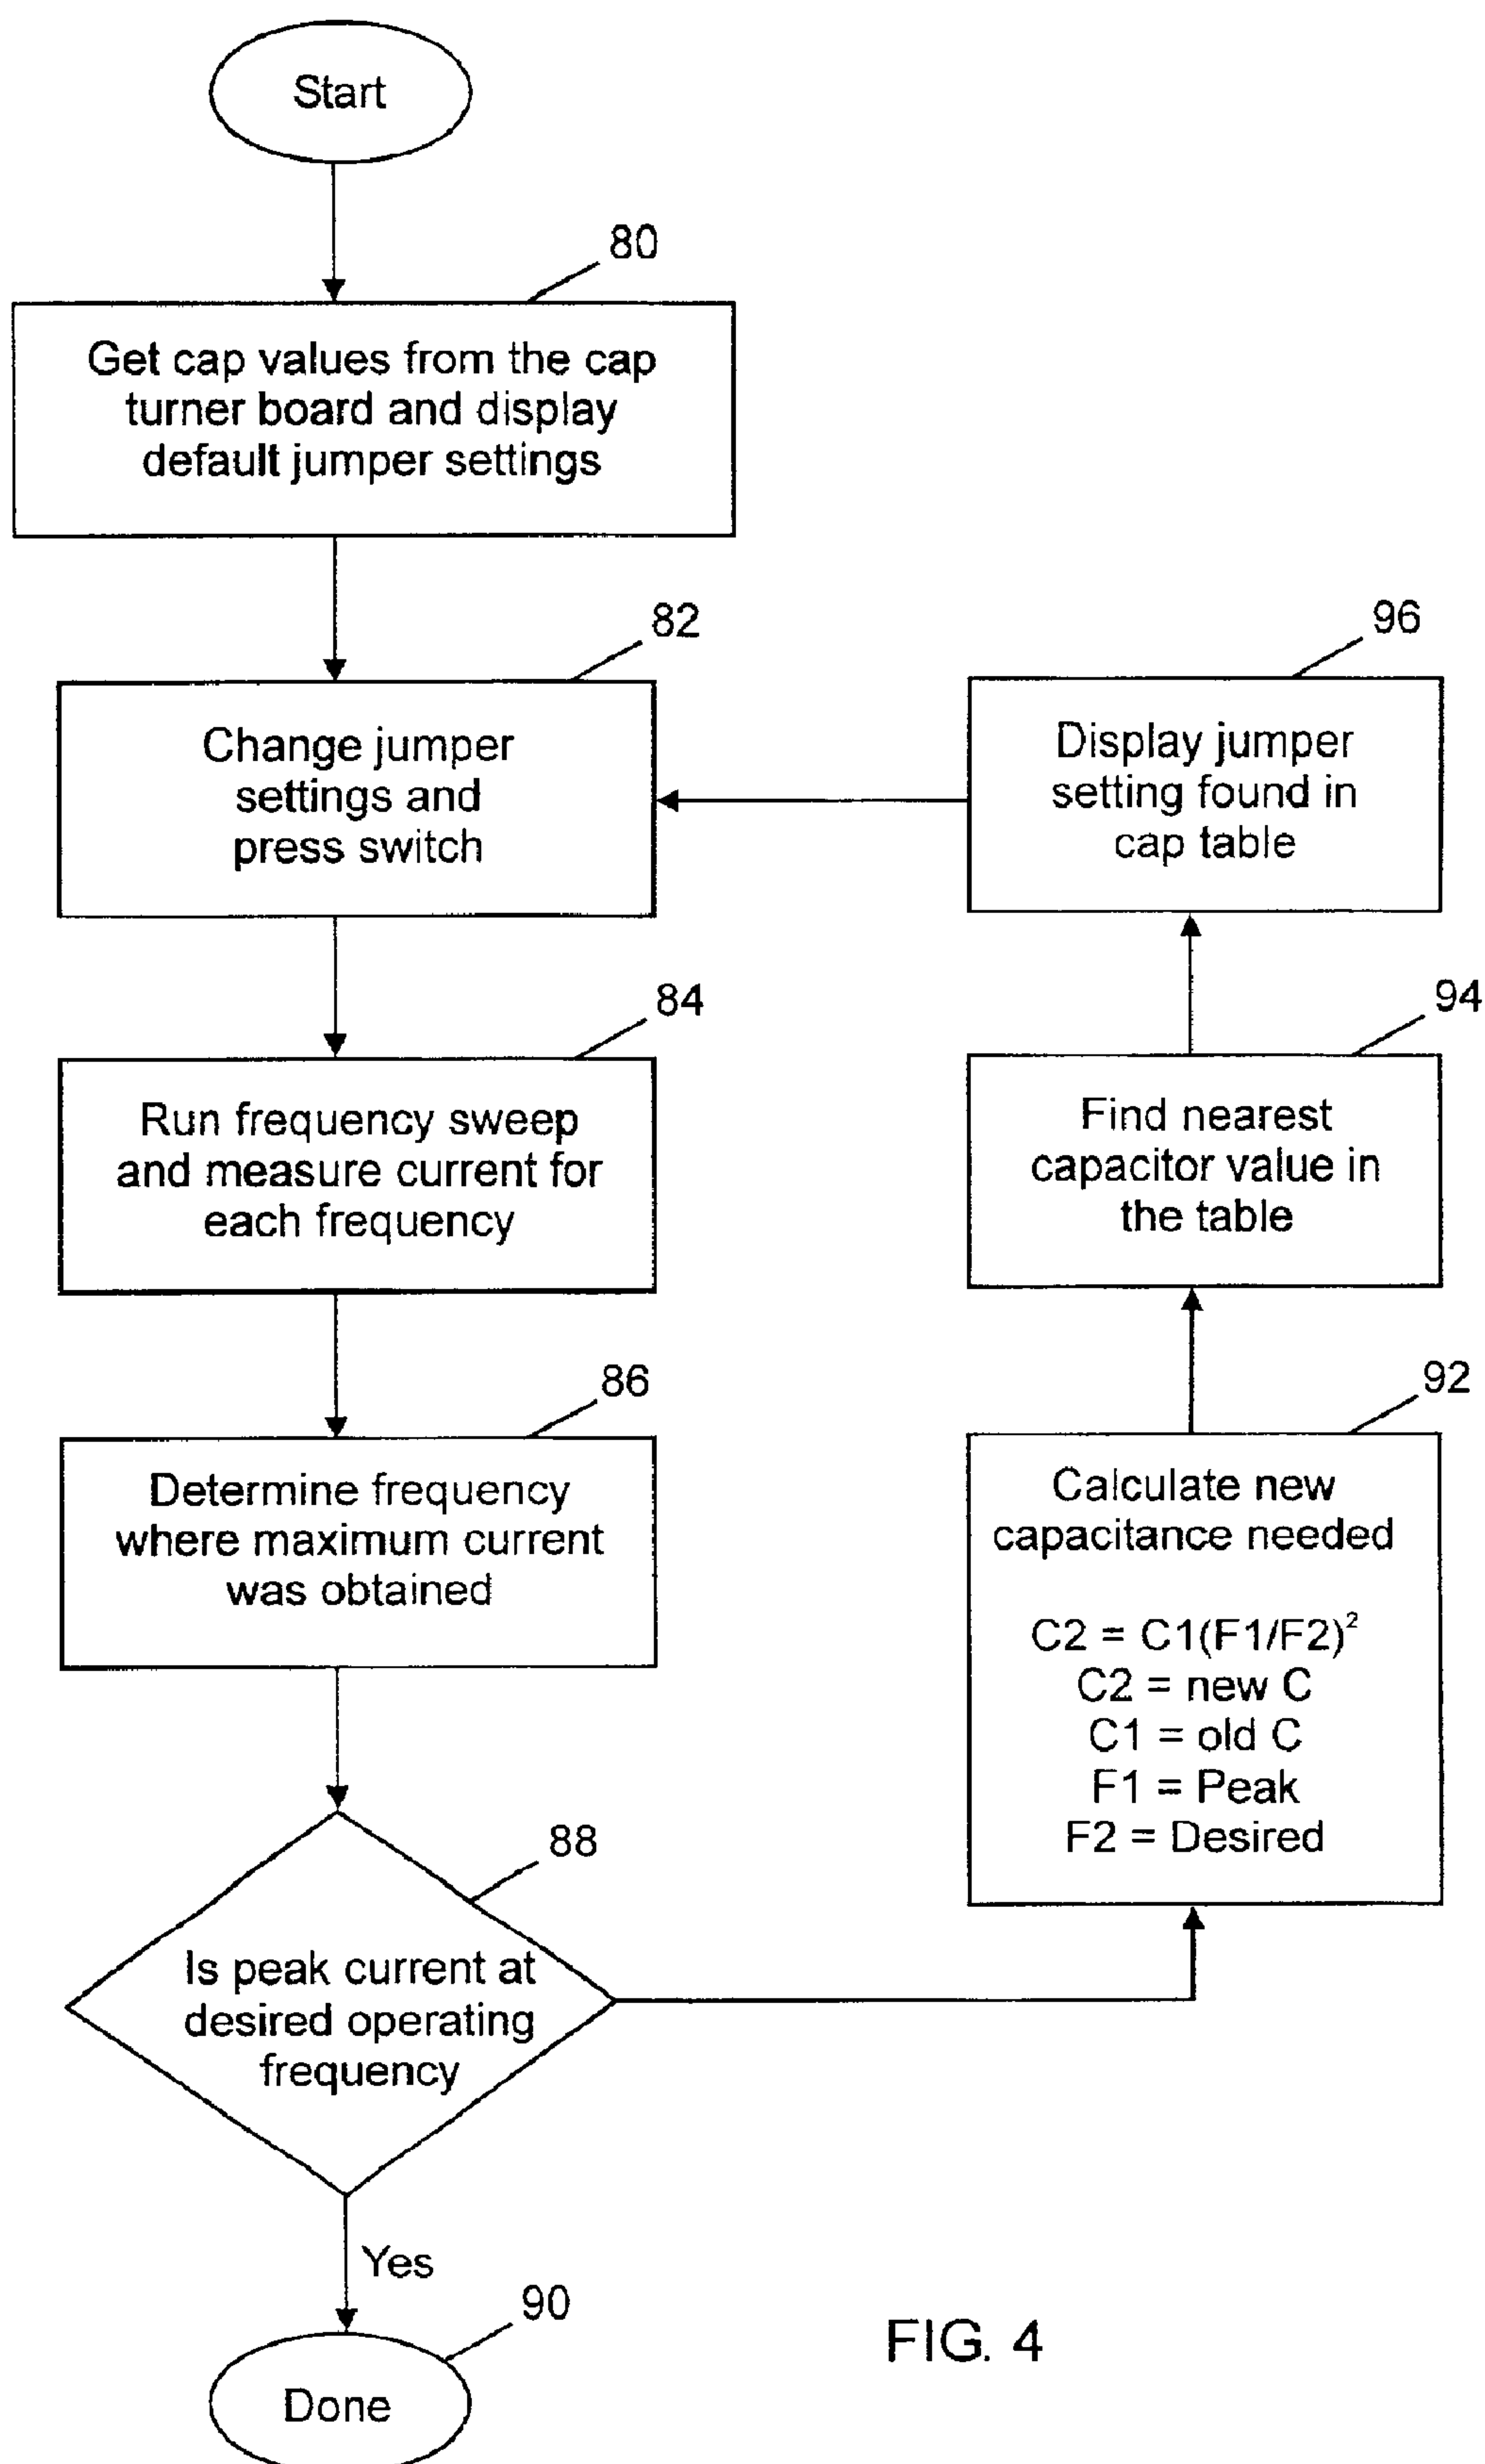 Start
80
Get cap values from the cap
turner board and display
default jumper settings
82
Change jumper
settings and
press switch
84
Run frequency sweep
and measure current for
each frequency
86
Determine frequency
where maximum current
was obtained
88
Is peak current at
desired operating
frequency
Yes
90
Done
92
Calculate new
capacitance needed
C2 = C1(F1/F2)²
C2 = new C
C1 = old C
F1 = Peak
F2 = Desired
94
Find nearest
capacitor value in
the table
96
Display jumper
setting found in
cap table
FIG. 4